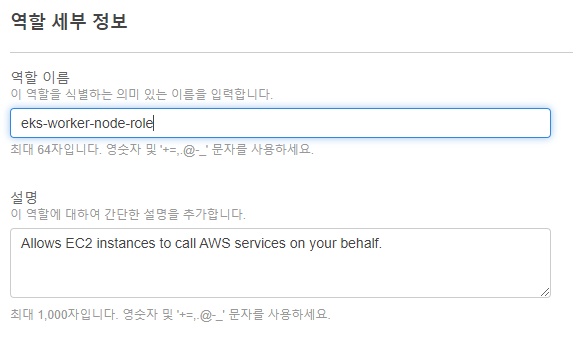 역할 세부 정보
역할 이름
이 역할을 식별하는 의미 있는 이름을 입력합니다.
eks-worker-node-role
최대 64자입니다. 영숫자 및 '+=,.@-_' 문자를 사용하세요.
설명
이 역할에 대하여 간단한 설명을 추가합니다.
Allows EC2 instances to call AWS services on your behalf.
최대 1,000자입니다. 영숫자 및 '+=,.@-_' 문자를 사용하세요.